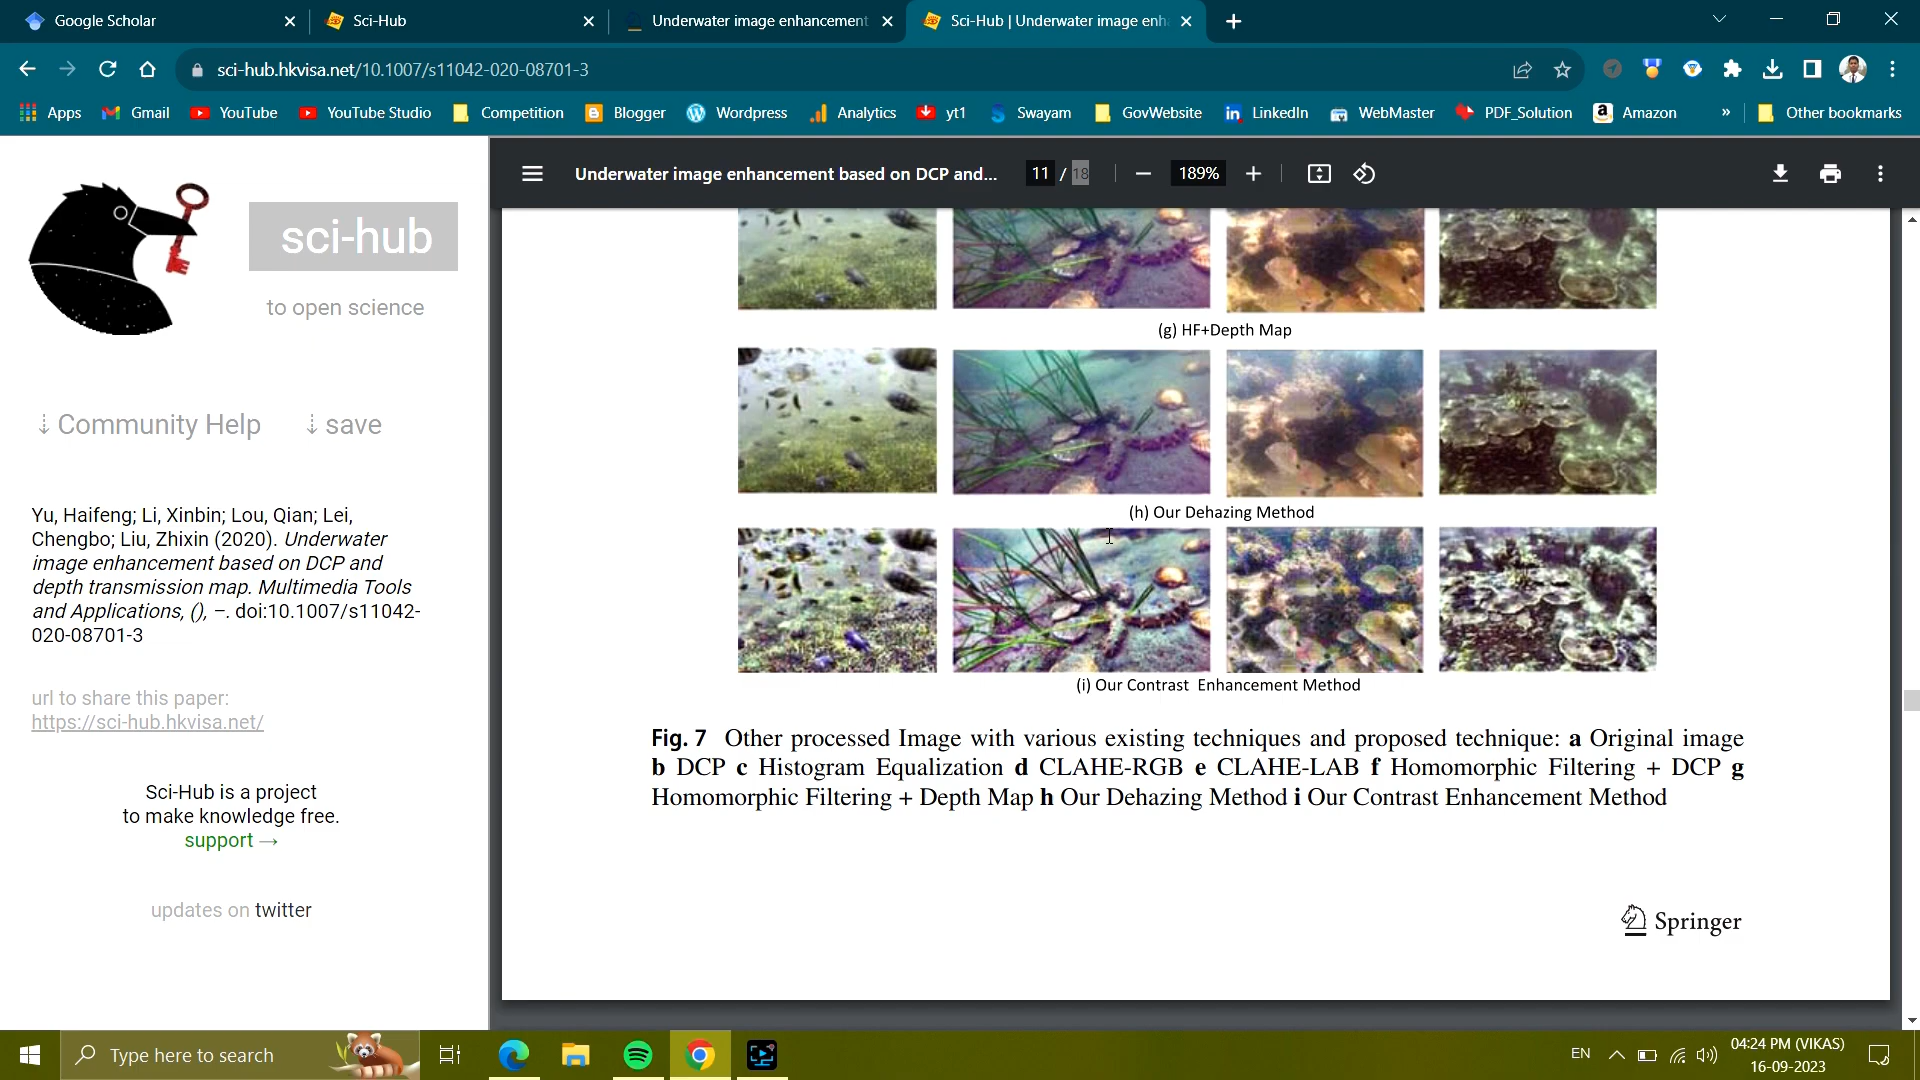 Google Scholar
Sci-Hub
Underwater image enhancement
Sci-Hub | Underwater image enh
sci-hub.hkvisa.net/10.1007/s11042-020-08701-3
Apps
Gmail
YouTube
YouTube Studio
Competition
Blogger
Wordpress
Analytics
yt1
Swayam
GovWebsite
LinkedIn
WebMaster
PDF_Solution
Amazon
»
Other bookmarks
sci-hub
to open science
⇣ Community Help
⇣ save
Yu, Haifeng; Li, Xinbin; Lou, Qian; Lei,
Chengbo; Liu, Zhixin (2020). Underwater
image enhancement based on DCP and
depth transmission map. Multimedia Tools
and Applications, (), –. doi:10.1007/s11042-
020-08701-3
url to share this paper:
https://sci-hub.hkvisa.net/
Sci-Hub is a project
to make knowledge free.
support →
updates on twitter
Underwater image enhancement based on DCP and...
11 / 18
189%
(g) HF+Depth Map
(h) Our Dehazing Method
(i) Our Contrast Enhancement Method
Fig. 7 Other processed Image with various existing techniques and proposed technique: a Original image
b DCP c Histogram Equalization d CLAHE-RGB e CLAHE-LAB f Homomorphic Filtering + DCP g
Homomorphic Filtering + Depth Map h Our Dehazing Method i Our Contrast Enhancement Method
Springer
Type here to search
EN
04:24 PM (VIKAS)
16-09-2023